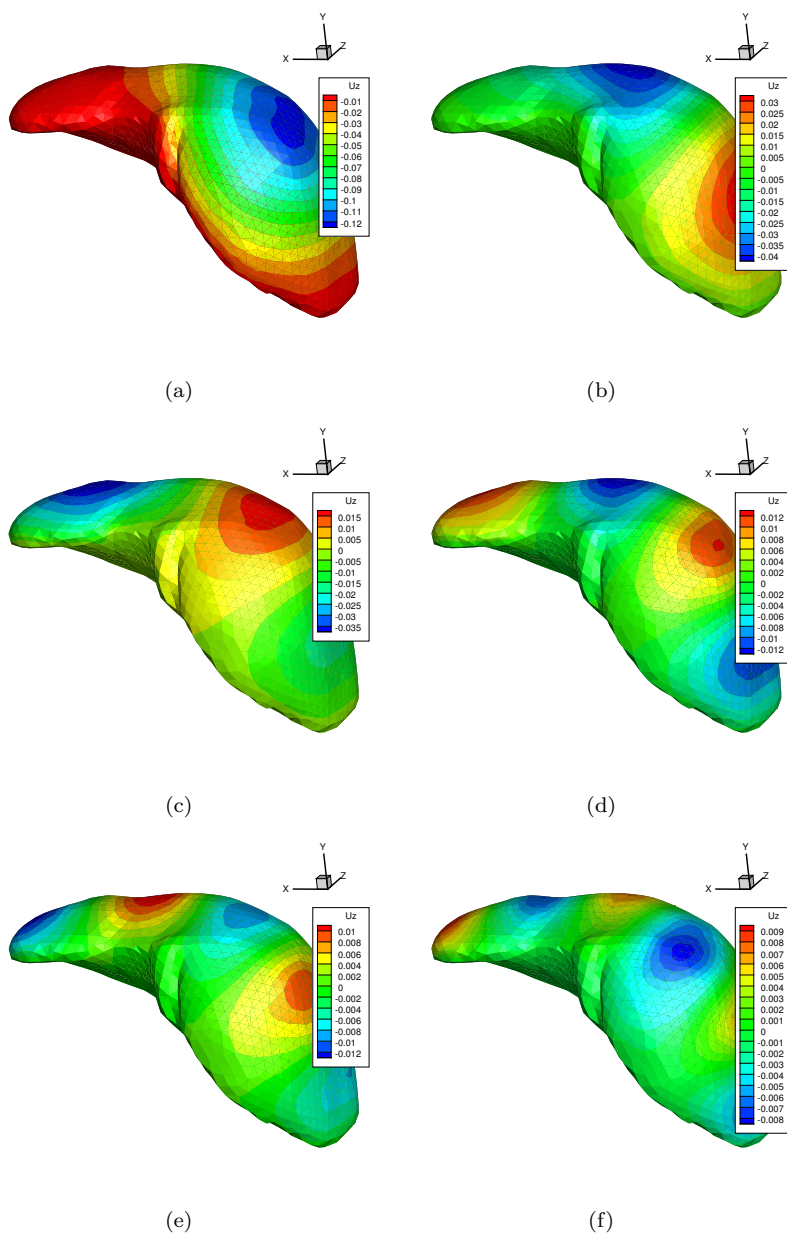 Y
Z
X
Uz
-0.01
-0.02
-0.03
-0.04
-0.05
-0.06
-0.07
-0.08
-0.09
-0.1
-0.11
-0.12
(a)
Y
Z
X
Uz
0.03
0.025
0.02
0.015
0.01
0.005
0
-0.005
-0.01
-0.015
-0.02
-0.03
-0.035
-0.04
(b)
Y
Z
X
Uz
0.015
0.01
0.005
0
-0.005
-0.01
-0.015
-0.02
-0.025
-0.03
-0.035
(c)
Y
Z
X
Uz
0.012
0.01
0.008
0.006
0.004
0.002
0
-0.002
-0.004
-0.006
-0.008
-0.01
-0.012
(d)
Y
Z
X
Uz
0.01
0.008
0.006
0.004
0.002
0
-0.002
-0.004
-0.006
-0.008
-0.01
-0.012
(e)
Y
Z
X
Uz
0.009
0.007
0.006
0.005
0.004
0.003
0.002
0.001
0
-0.001
-0.002
-0.003
-0.004
-0.005
-0.006
-0.007
-0.008
(f)